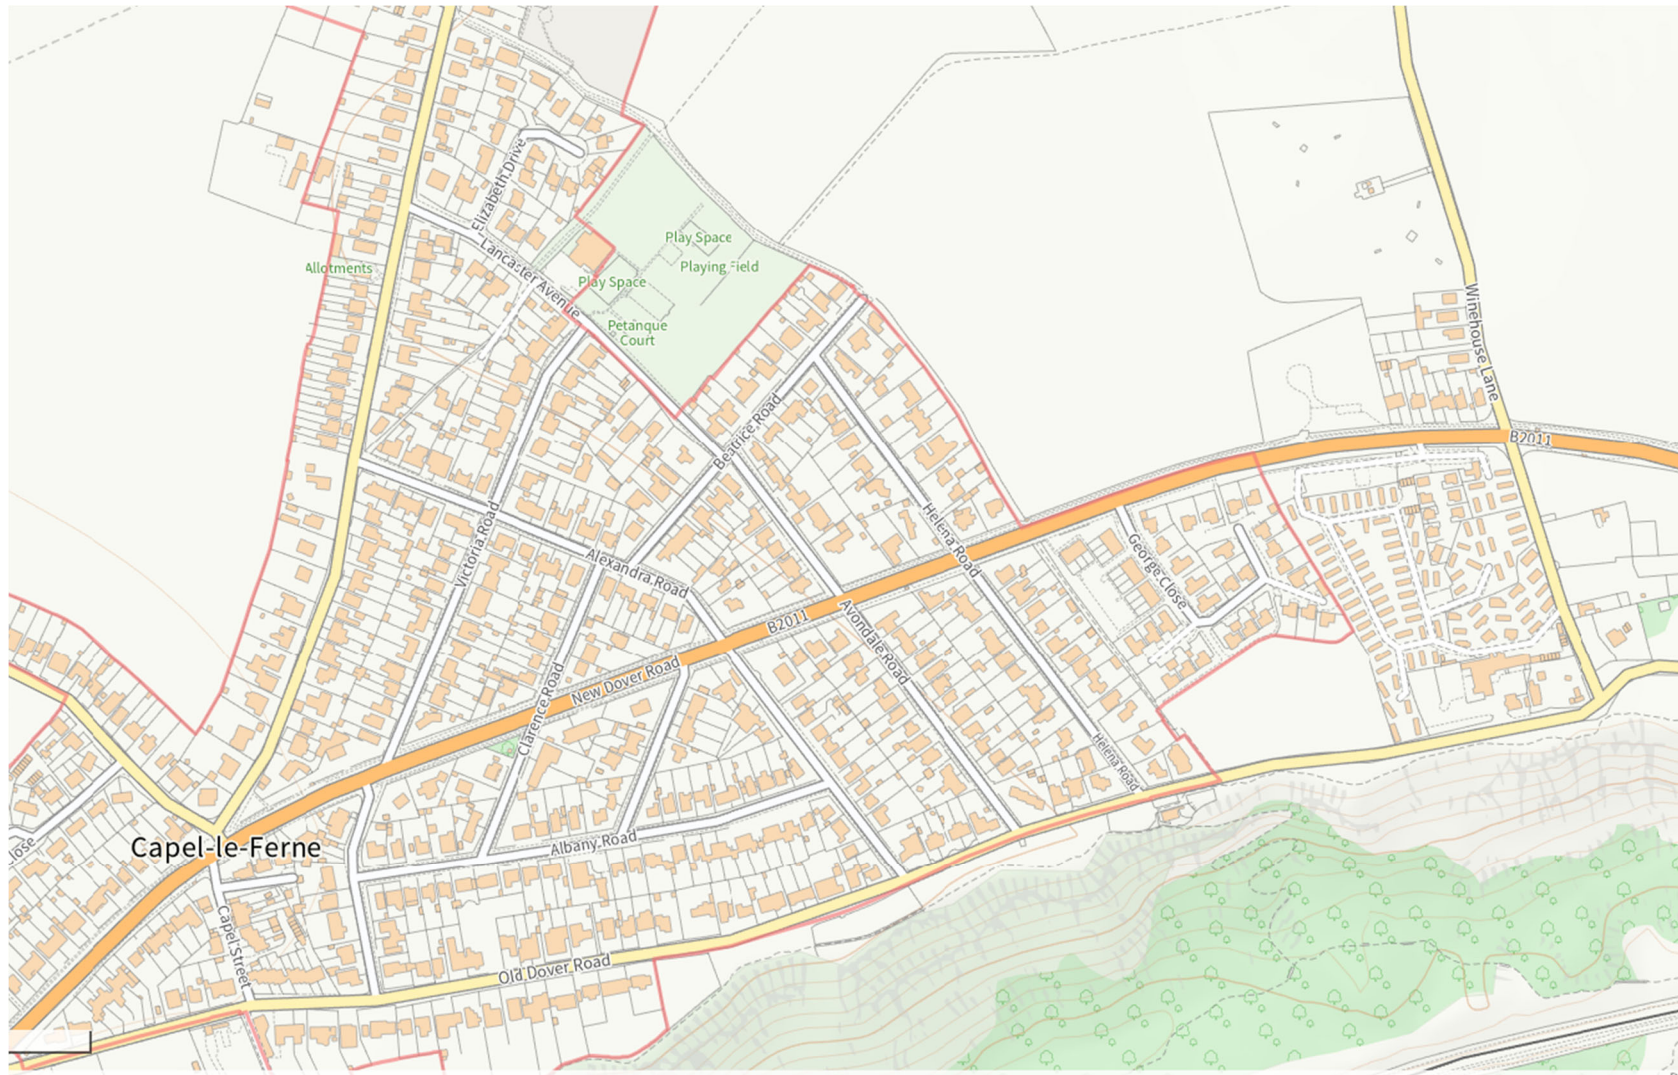 Elizabeth Drive
Lancaster Avenue
Allotments
Play Space
Playing Field
Play Space
Petanque
Court
Winehouse Lane
Beatrice Road
B2011
Victoria Road
Helena Road
George Close
Alexandra Road
Avondale Road
B2011
New Dover Road
Clarence Road
Helena Road
Capel-le-Ferne
lose
Albany Road
Capel Street
Old Dover Road